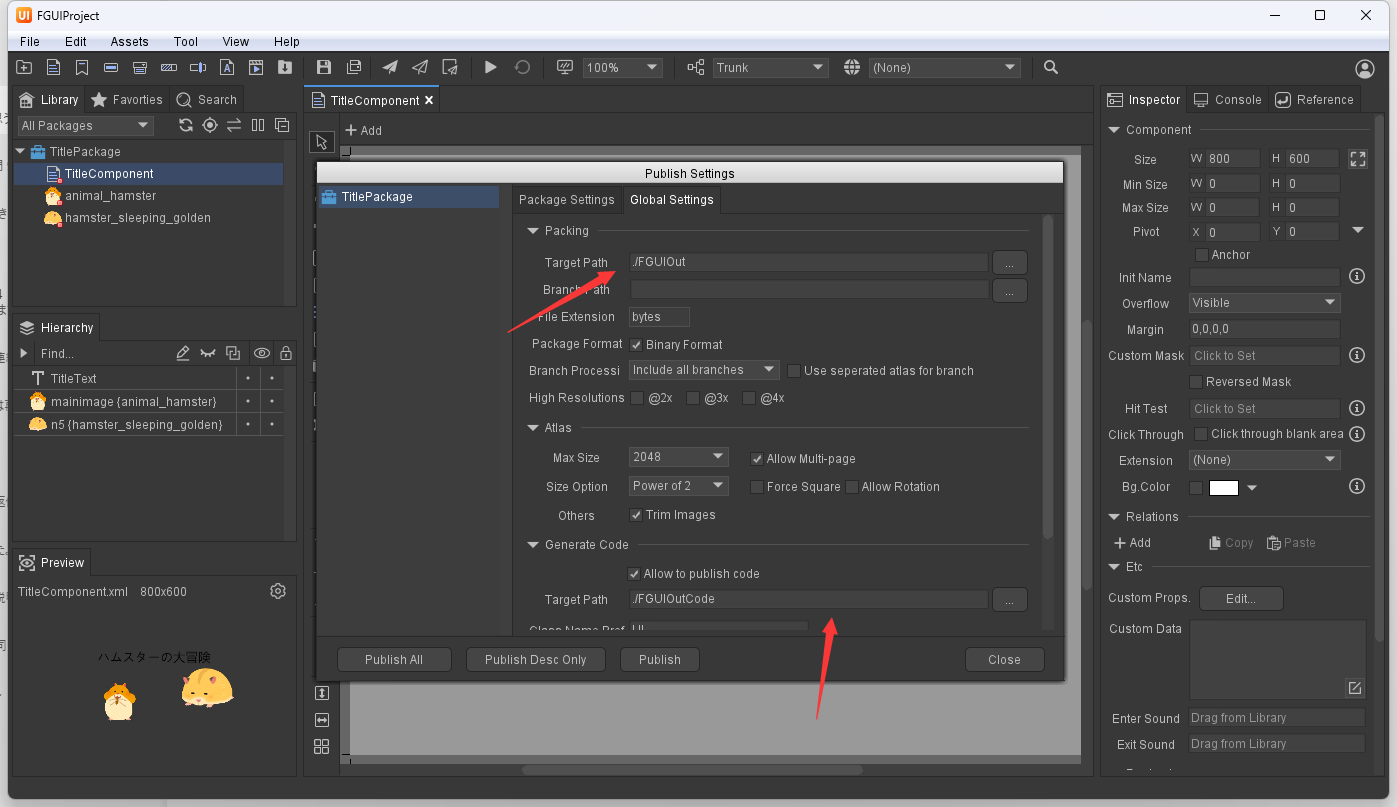 FGUIProject
File Edit Assets Tool View Help
100% Trunk (None)
Library Favorties Search
All Packages
TitlePackage
TitleComponent
animal_hamster
hamster_sleeping_golden
Hierarchy
Find...
TitleText
mainimage {animal_hamster}
n5 {hamster_sleeping_golden}
Preview
TitleComponent.xml 800x600
ハムスターの大冒険
TitleComponent
Add
Publish Settings
TitlePackage
Package Settings Global Settings
Packing
Target Path ./FGUIOut ...
Branch Path ...
File Extension bytes
Package Format Binary Format
Branch Processi Include all branches Use seperated atlas for branch
High Resolutions @2x @3x @4x
Atlas
Max Size 2048 Allow Multi-page
Size Option Power of 2 Force Square Allow Rotation
Others Trim Images
Generate Code
Allow to publish code
Target Path ./FGUIOutCode ...
Class Name Pref UI
Publish All Publish Desc Only Publish Close
Inspector Console Reference
Component
Size W 800 H 600
Min Size W 0 H 0
Max Size W 0 H 0
Pivot X 0 Y 0
Anchor
Init Name
Overflow Visible
Margin 0,0,0,0
Custom Mask Click to Set
Reversed Mask
Hit Test Click to Set
Click Through Click through blank area
Extension (None)
Bg.Color
Relations
Add Copy Paste
Etc
Custom Props. Edit...
Custom Data
Enter Sound Drag from Library
Exit Sound Drag from Library